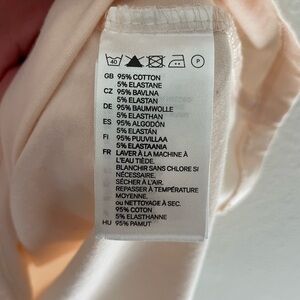 40 P
GB 95% COTTON
5% ELASTANE
CZ 95% BAVLNA
5% ELASTAN
DE 95% BAUMWOLLE
5% ELASTHAN
ES 95% ALGODÓN
5% ELASTÁN
FI 95% PUUVILLAA
5% ELASTAANIA
FR LAVER À LA MACHINE À
L'EAU TIÈDE.
BLANCHIR SANS CHLORE SI
NÉCESSAIRE.
SÉCHER À L'AIR.
REPASSER À TEMPÉRATURE
MOYENNE.
ou NETTOYAGE À SEC.
95% COTON
5% ELASTHANNE
HU 95% PAMUT